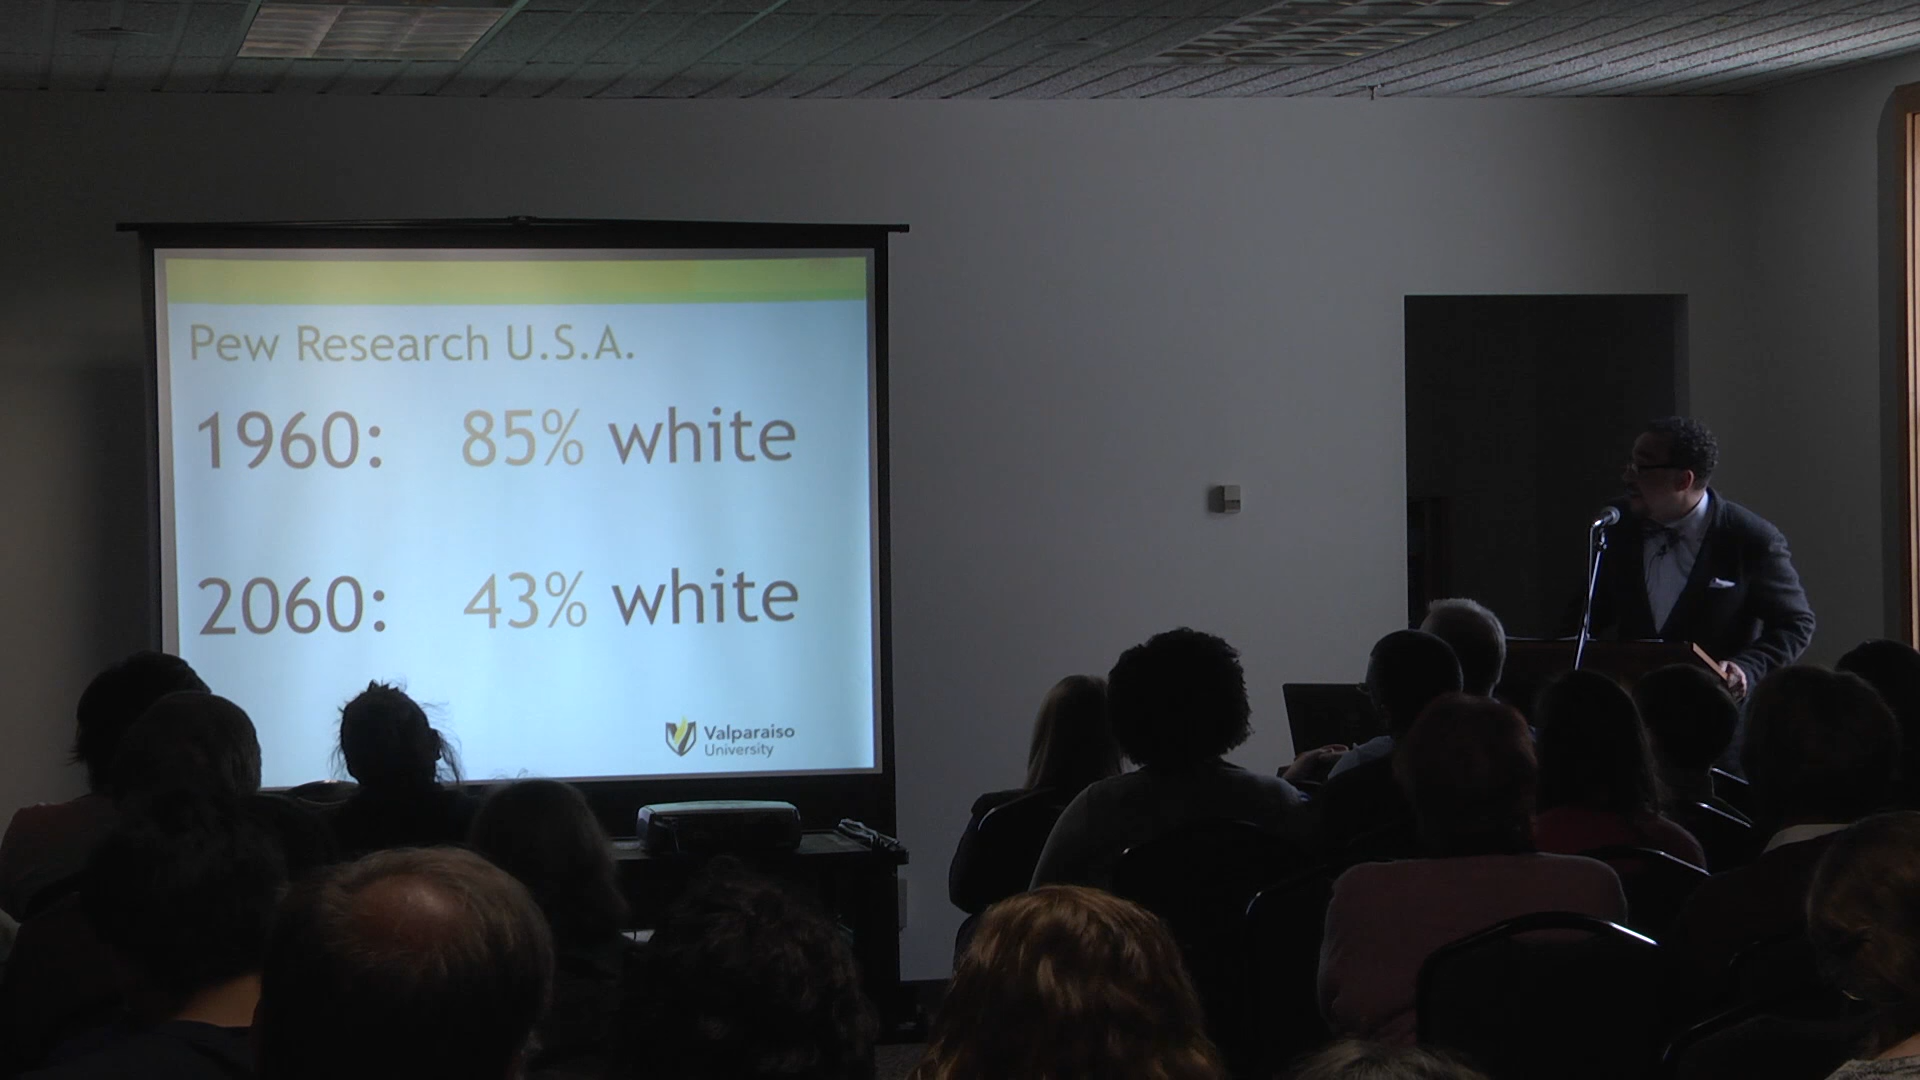 Pew Research U.S.A.
1960: 85% white
2060: 43% white
Valparaiso
University